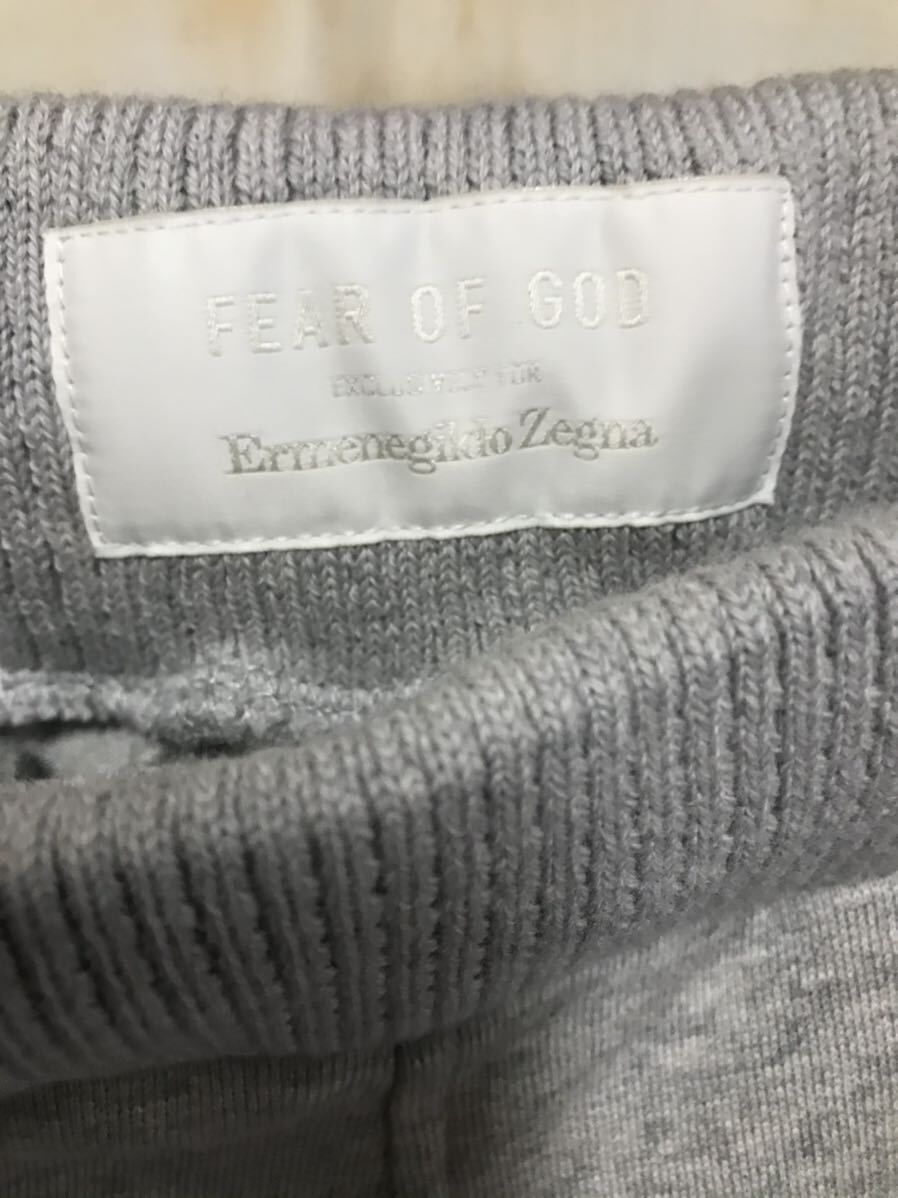 FEAR OF GOD
EXCLUSIVELY FOR
Ermenegildo Zegna